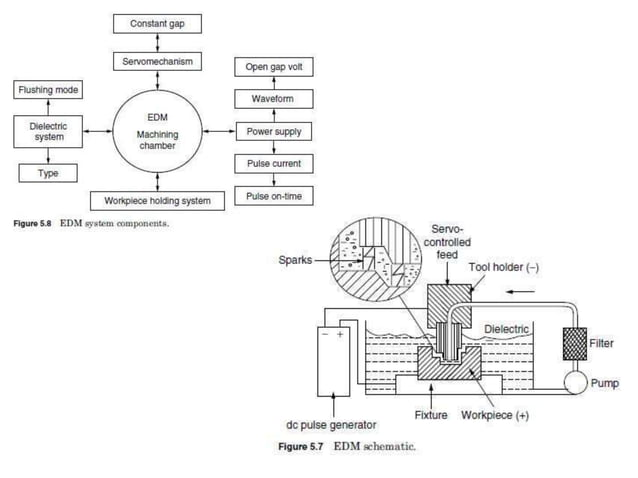 Constant gap
Servomechanism
Open gap volt
Flushing mode
Waveform
EDM
Machining
chamber
Dielectric
system
Power supply
Pulse current
Type
Pulse on-time
Workpiece holding system
Figure 5.8 EDM system components.
Servo-
controlled
feed
Sparks
Tool holder (−)
Dielectric
− +
Filter
Pump
Fixture
Workpiece (+)
dc pulse generator
Figure 5.7 EDM schematic.